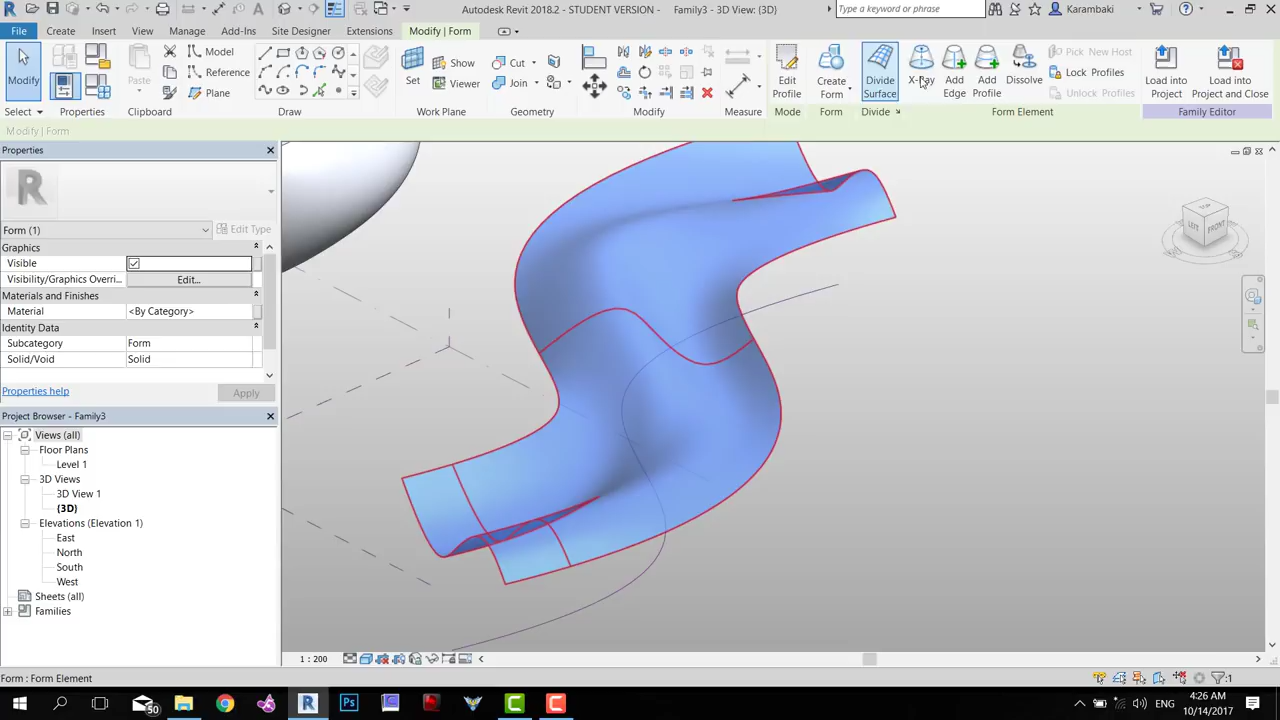 Autodesk Revit 2018.2 - STUDENT VERSION - Family3 - 3D View: {3D}
Type a keyword or phrase
Karambaki
File
Create
Insert
View
Manage
Add-Ins
Site Designer
Extensions
Modify | Form
Modify
Paste
Cut
Join
Model
Reference
Plane
Set
Show
Viewer
Edit
Profile
Create
Form
Divide
Surface
X-Ray
Add
Edge
Add
Profile
Dissolve
Pick New Host
Lock Profiles
Unlock Profiles
Load into
Project
Load into
Project and Close
Select
Properties
Clipboard
Draw
Work Plane
Geometry
Modify
Measure
Mode
Form
Divide
Form Element
Family Editor
Modify | Form
Properties
R
Form (1)
Edit Type
Graphics
Visible
Visibility/Graphics Overri...
Edit...
Materials and Finishes
Material
<By Category>
Identity Data
Subcategory
Form
Solid/Void
Solid
Properties help
Apply
Project Browser - Family3
Views (all)
Floor Plans
Level 1
3D Views
3D View 1
{3D}
Elevations (Elevation 1)
East
North
South
West
Sheets (all)
Families
TOP
LEFT
FRONT
1 : 200
Form : Form Element
:1
50
Ps
ENG
4:26 AM
10/14/2017